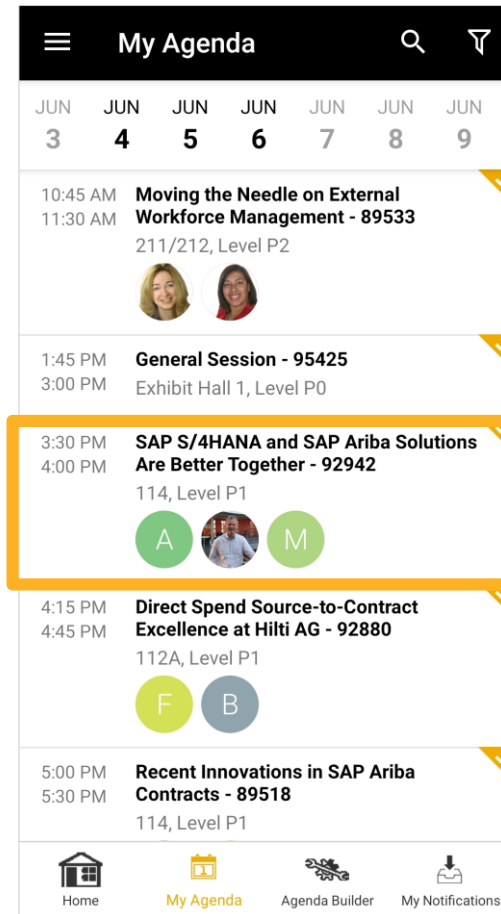 My Agenda
JUN JUN JUN JUN JUN JUN JUN
3 4 5 6 7 8 9
10:45 AM Moving the Needle on External
11:30 AM Workforce Management - 89533
211/212, Level P2
1:45 PM General Session - 95425
3:00 PM Exhibit Hall 1, Level P0
3:30 PM SAP S/4HANA and SAP Ariba Solutions
4:00 PM Are Better Together - 92942
114, Level P1
A M
4:15 PM Direct Spend Source-to-Contract
4:45 PM Excellence at Hilti AG - 92880
112A, Level P1
F B
5:00 PM Recent Innovations in SAP Ariba
5:30 PM Contracts - 89518
114, Level P1
1
Home My Agenda Agenda Builder My Notifications